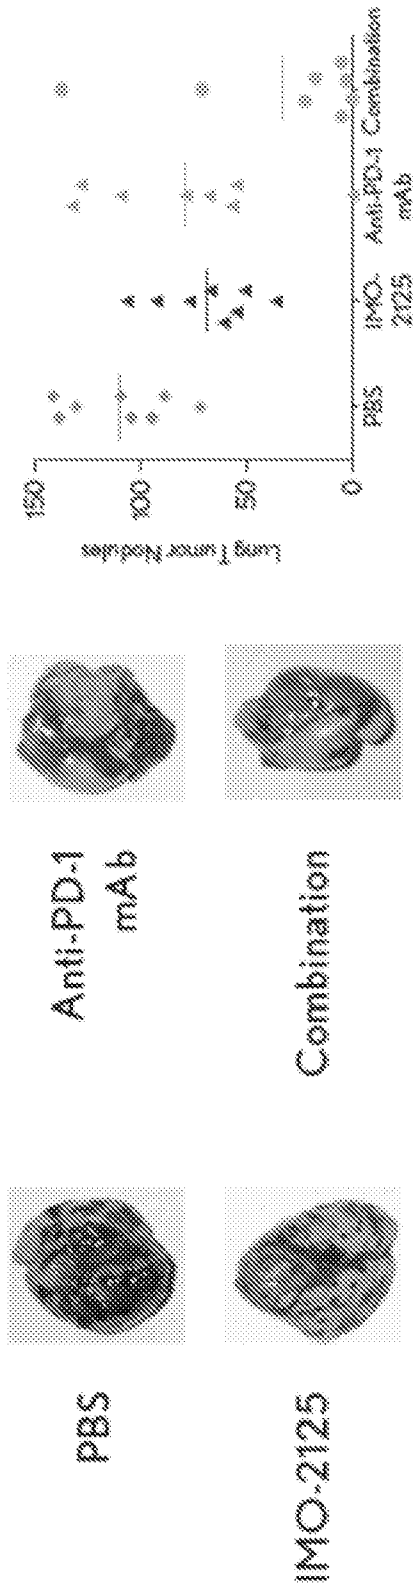 PBS
Anti-PD-1
mAb
IMO-2125
Combination
Lung Tumor Nodules
150
100
50
0
PBS
IMO-
2125
Anti-PD-1
mAb
Combination